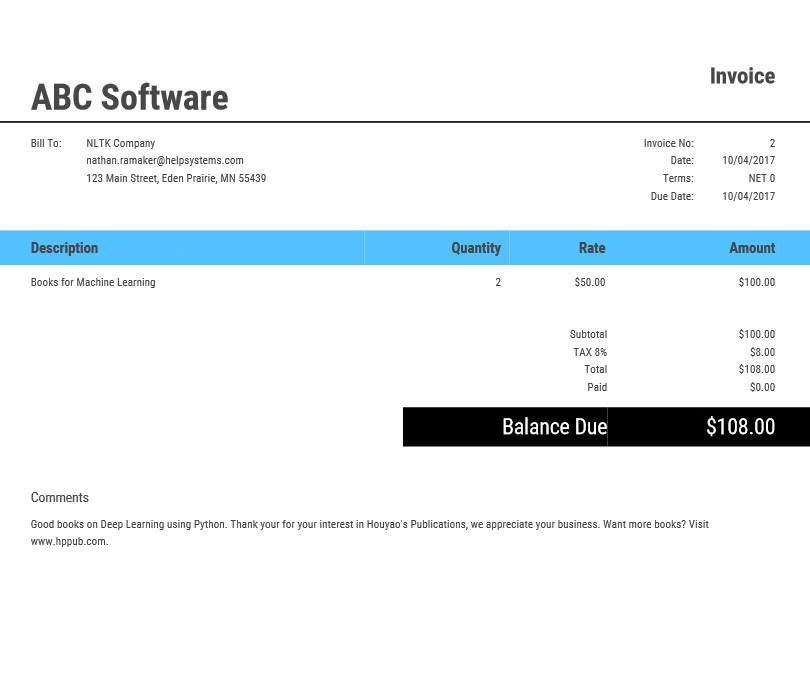 Invoice
ABC Software
Bill To: NLTK Company
nathan.ramaker@helpsystems.com
123 Main Street, Eden Prairie, MN 55439
Invoice No: 2
Date: 10/04/2017
Terms: NET 0
Due Date: 10/04/2017
Description Quantity Rate Amount
Books for Machine Learning 2 $50.00 $100.00
Subtotal $100.00
TAX 8% $8.00
Total $108.00
Paid $0.00
Balance Due $108.00
Comments
Good books on Deep Learning using Python. Thank your for your interest in Houyao's Publications, we appreciate your business. Want more books? Visit
www.hppub.com.